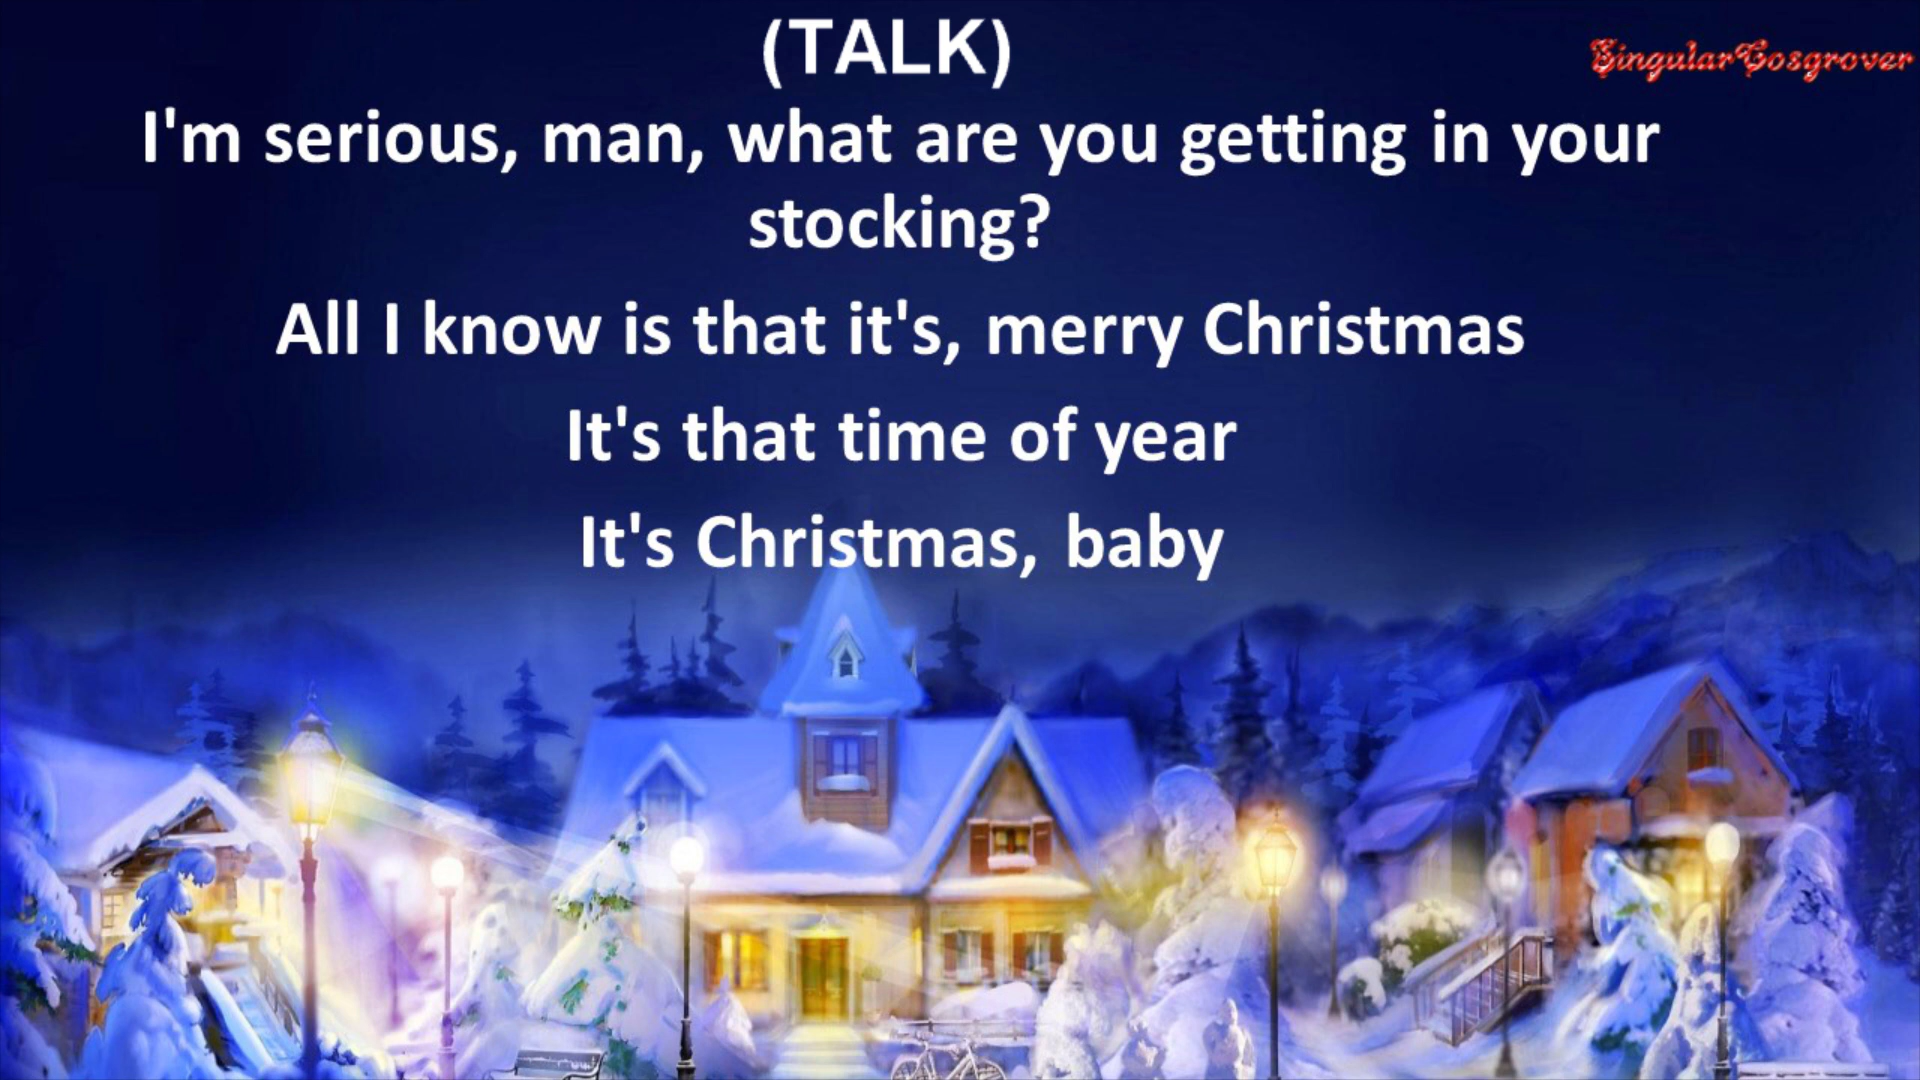 (TALK)
SingularCosgrover
I'm serious, man, what are you getting in your
stocking?
All I know is that it's, merry Christmas
It's that time of year
It's Christmas, baby